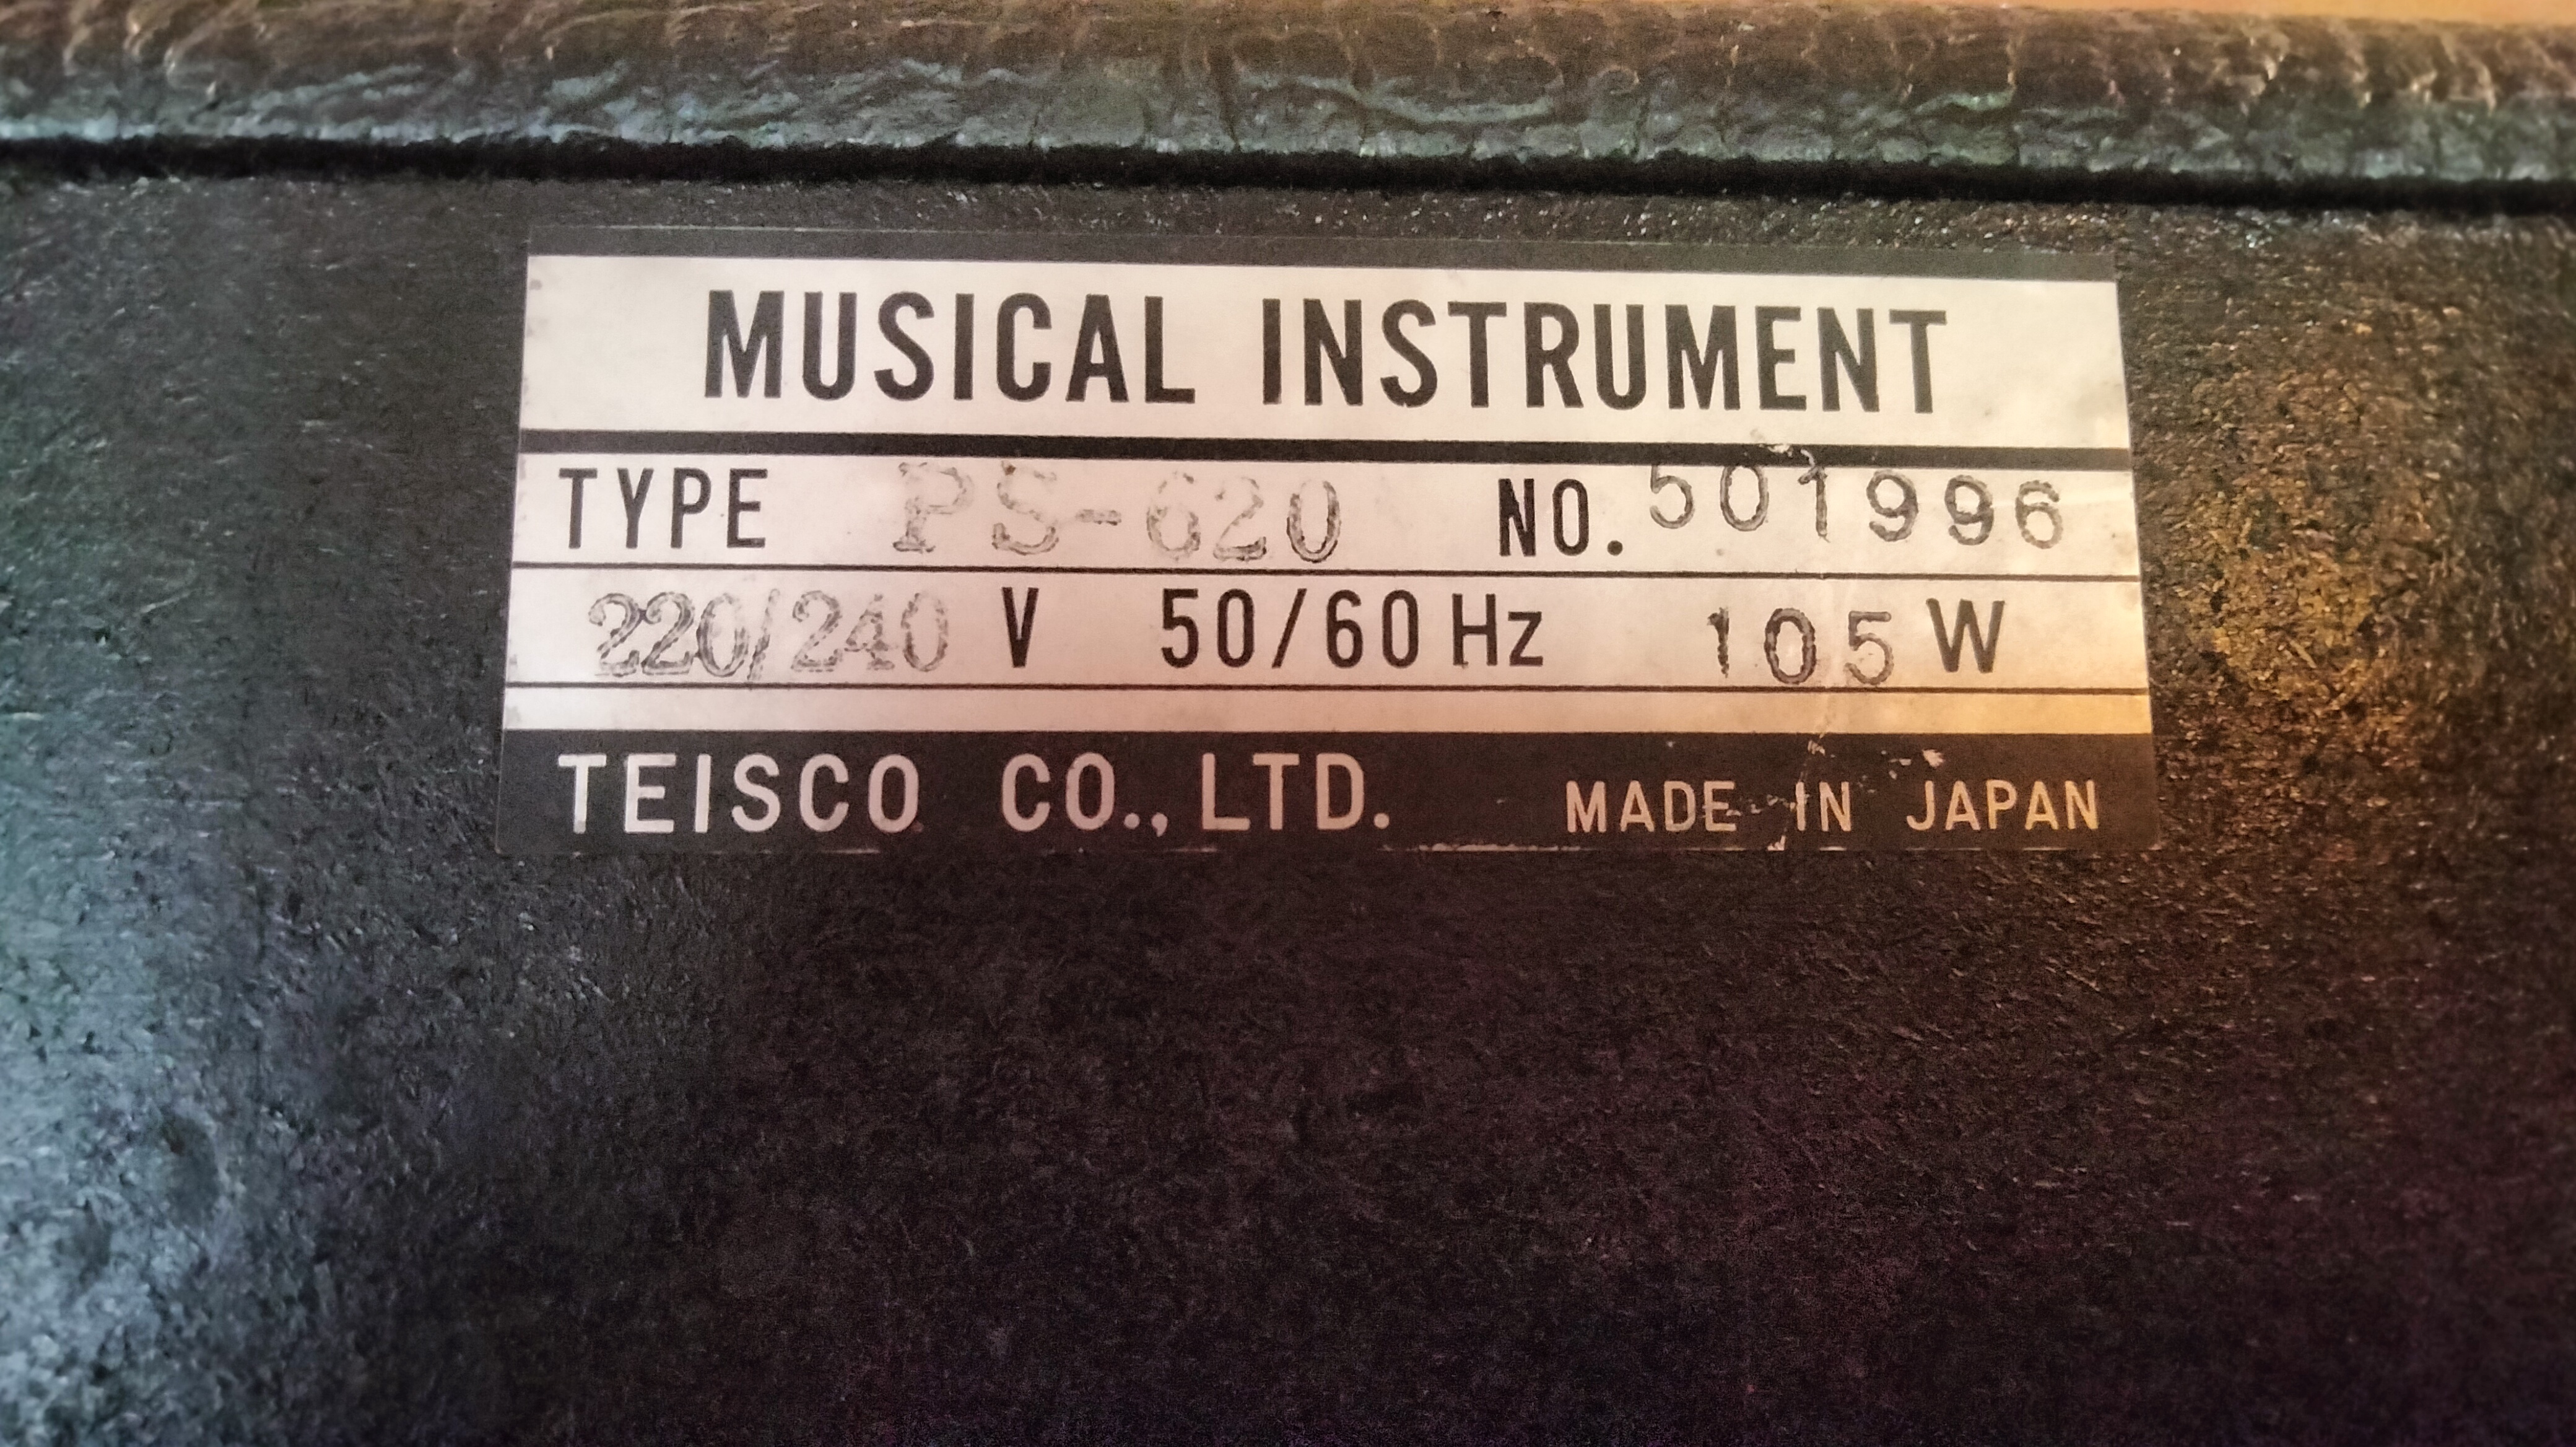 MUSICAL INSTRUMENT
TYPE PS-620 NO. 501996
220/240 V 50/60 Hz 105 W
TEISCO CO., LTD. MADE IN JAPAN